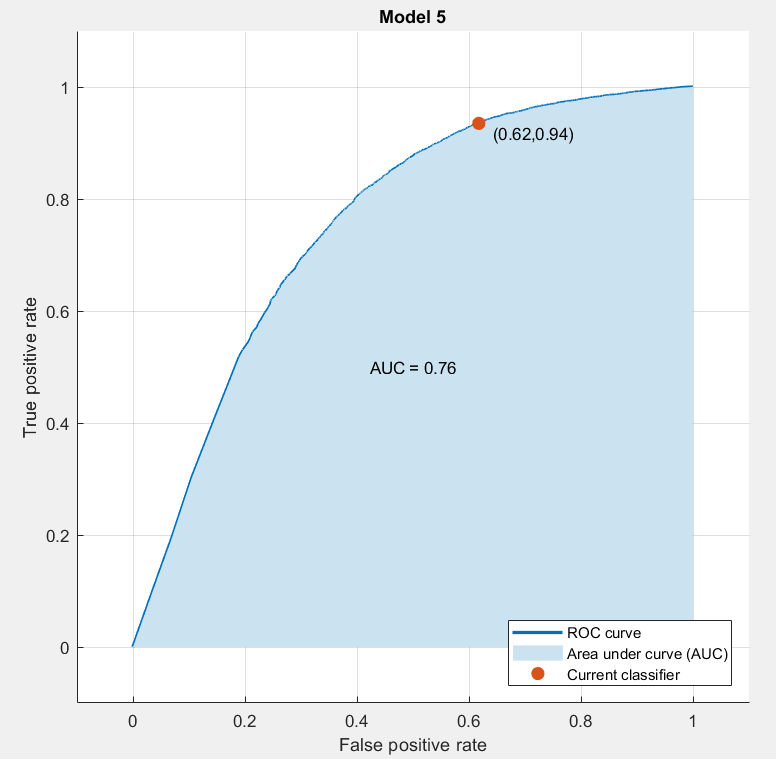 Model 5
1
0.8
0.6
0.4
0.2
0
True positive rate
(0.62,0.94)
AUC = 0.76
ROC curve
Area under curve (AUC)
Current classifier
0 0.2 0.4 0.6 0.8 1
False positive rate